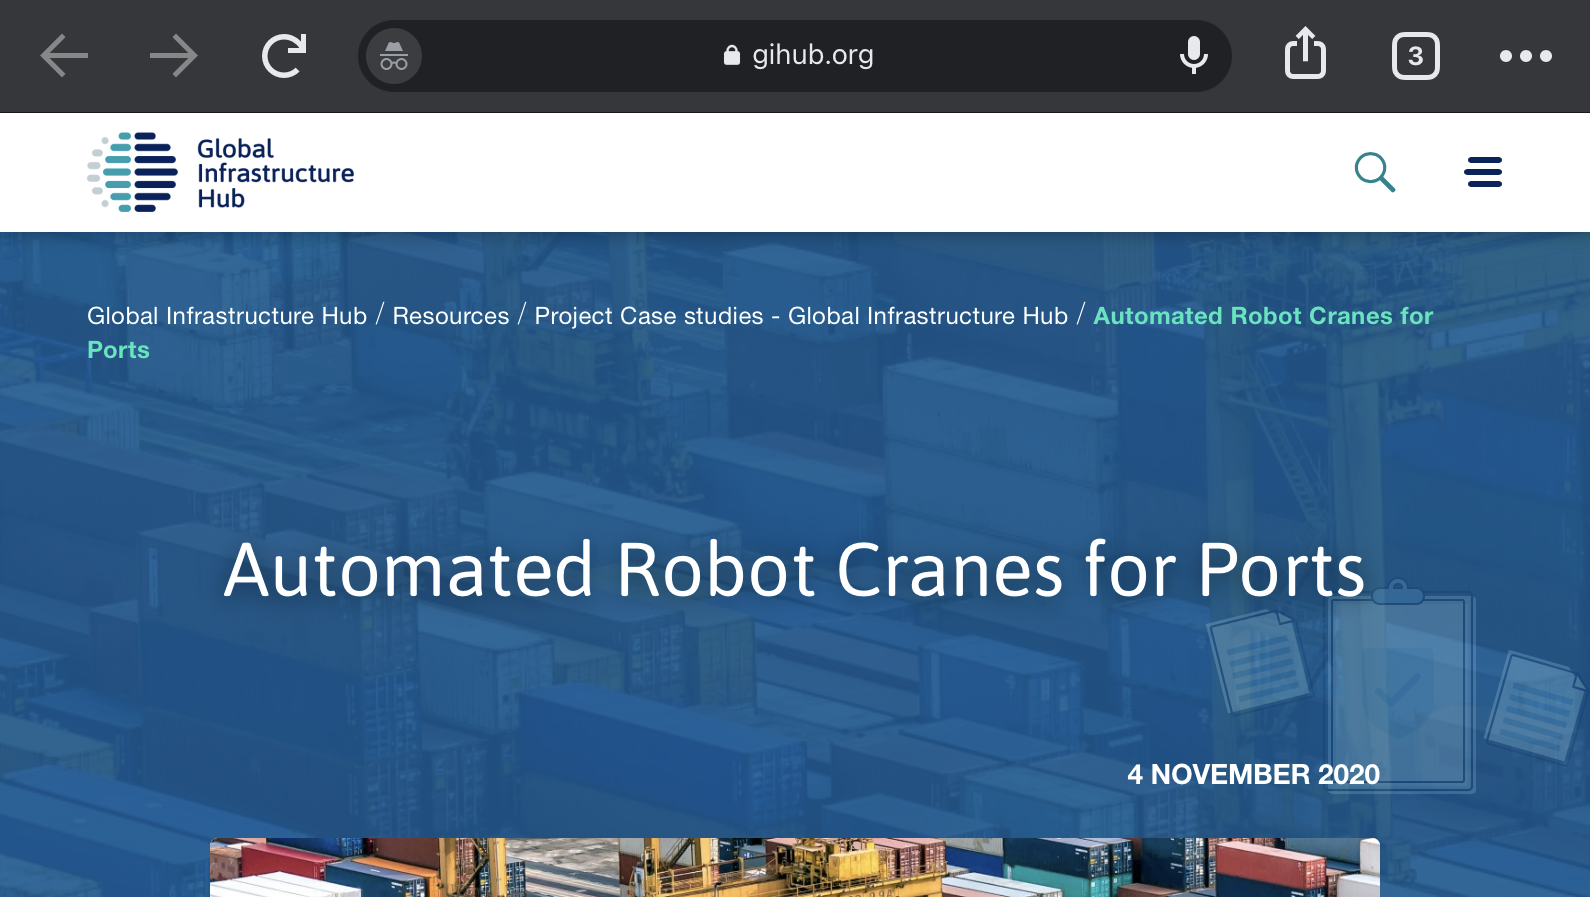 gihub.org
3
Global
Infrastructure
Hub
Global Infrastructure Hub / Resources / Project Case studies - Global Infrastructure Hub / Automated Robot Cranes for
Ports
Automated Robot Cranes for Ports
4 NOVEMBER 2020